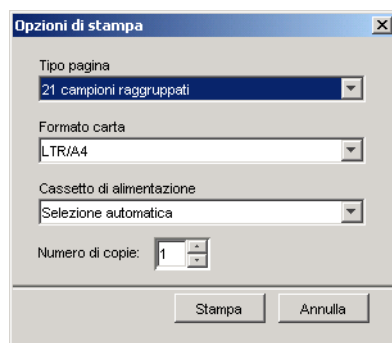 Opzioni di stampa
Tipo pagina
21 campioni raggruppati
Formato carta
LTR/A4
Cassetto di alimentazione
Selezione automatica
Numero di copie: 1
Stampa Annulla